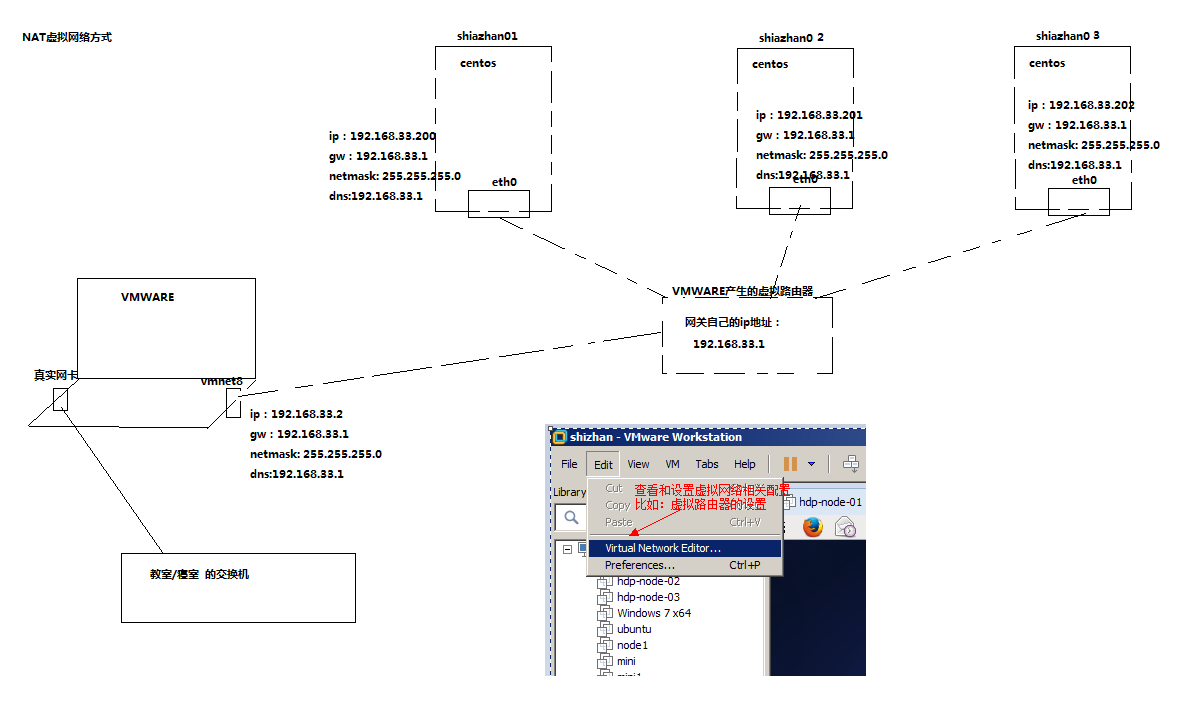 NAT虚拟网络方式
shiazhan01
centos
ip：192.168.33.200
gw：192.168.33.1
netmask: 255.255.255.0
dns:192.168.33.1
eth0
shiazhan0 2
centos
ip：192.168.33.201
gw：192.168.33.1
netmask: 255.255.255.0
dns:192.168.33.1
eth0
shiazhan0 3
centos
ip：192.168.33.202
gw：192.168.33.1
netmask: 255.255.255.0
dns:192.168.33.1
eth0
VMWARE产生的虚拟路由器
网关自己的ip地址：
192.168.33.1
VMWARE
真实网卡
vmnet8
ip：192.168.33.2
gw：192.168.33.1
netmask: 255.255.255.0
dns:192.168.33.1
教室/寝室 的交换机
shizhan - VMware Workstation
File Edit View VM Tabs Help
Library
Cut
Copy
Paste Ctrl+V
查看和设置虚拟网络相关配置
比如：虚拟路由器的设置
Virtual Network Editor...
Preferences... Ctrl+P
hdp-node-01
hdp-node-02
hdp-node-03
Windows 7 x64
ubuntu
node1
mini
mini1